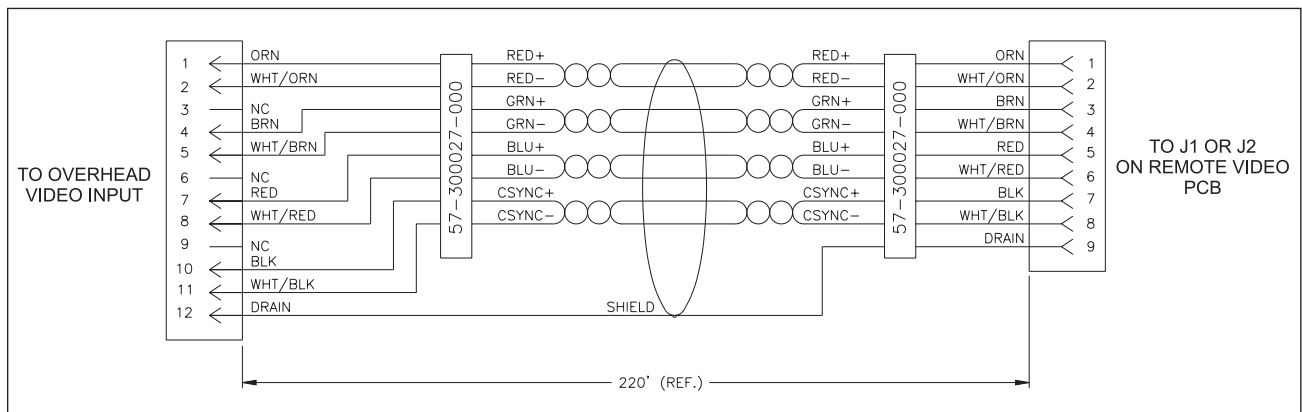 TO OVERHEAD
VIDEO INPUT
1 ORN
2 WHT/ORN
3 NC
4 BRN
5 WHT/BRN
6 NC
7 RED
8 WHT/RED
9 NC
10 BLK
11 WHT/BLK
12 DRAIN
57-300027-000
RED+
RED-
GRN+
GRN-
BLU+
BLU-
CSYNC+
CSYNC-
SHIELD
RED+
RED-
GRN+
GRN-
BLU+
BLU-
CSYNC+
CSYNC-
57-300027-000
ORN 1
WHT/ORN 2
BRN 3
WHT/BRN 4
RED 5
WHT/RED 6
BLK 7
WHT/BLK 8
DRAIN 9
TO J1 OR J2
ON REMOTE VIDEO
PCB
220' (REF.)